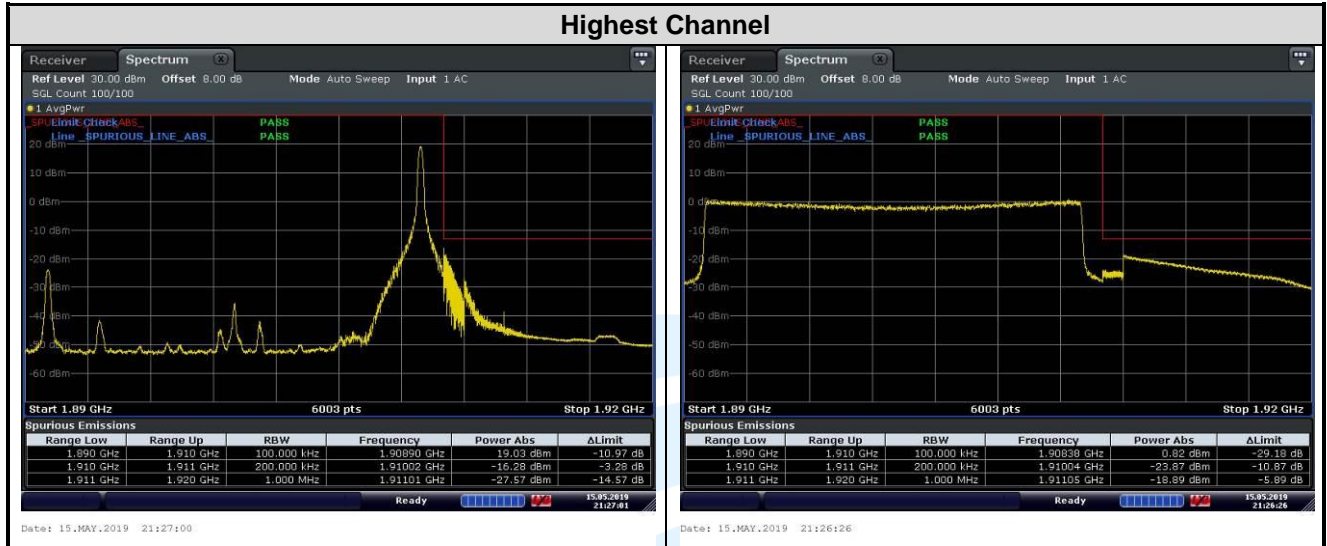 Highest Channel
Receiver Spectrum X
Ref Level 30.00 dBm Offset 8.00 dB Mode Auto Sweep Input 1 AC
SGL Count 100/100
1 AvgPwr
Limit Check PASS
Line _SPURIOUS_LINE_ABS_ PASS
20 dBm
10 dBm
0 dBm
-10 dBm
-20 dBm
-30 dBm
-40 dBm
-50 dBm
-60 dBm
Start 1.89 GHz 6003 pts Stop 1.92 GHz
Spurious Emissions
Range Low Range Up RBW Frequency Power Abs ΔLimit
1.890 GHz 1.910 GHz 100.000 kHz 1.90890 GHz 19.03 dBm -10.97 dB
1.910 GHz 1.911 GHz 200.000 kHz 1.91002 GHz -16.28 dBm -3.28 dB
1.911 GHz 1.920 GHz 1.000 MHz 1.91101 GHz -27.57 dBm -14.57 dB
Ready 15.05.2019
21:27:01
Date: 15.MAY.2019 21:27:00
Receiver Spectrum X
Ref Level 30.00 dBm Offset 8.00 dB Mode Auto Sweep Input 1 AC
SGL Count 100/100
1 AvgPwr
Limit Check PASS
Line _SPURIOUS_LINE_ABS_ PASS
20 dBm
10 dBm
0 dBm
-10 dBm
-20 dBm
-30 dBm
-40 dBm
-50 dBm
-60 dBm
Start 1.89 GHz 6003 pts Stop 1.92 GHz
Spurious Emissions
Range Low Range Up RBW Frequency Power Abs ΔLimit
1.890 GHz 1.910 GHz 100.000 kHz 1.90838 GHz 0.82 dBm -29.18 dB
1.910 GHz 1.911 GHz 200.000 kHz 1.91004 GHz -23.87 dBm -10.87 dB
1.911 GHz 1.920 GHz 1.000 MHz 1.91105 GHz -18.89 dBm -5.89 dB
Ready 15.05.2019
21:26:26
Date: 15.MAY.2019 21:26:26